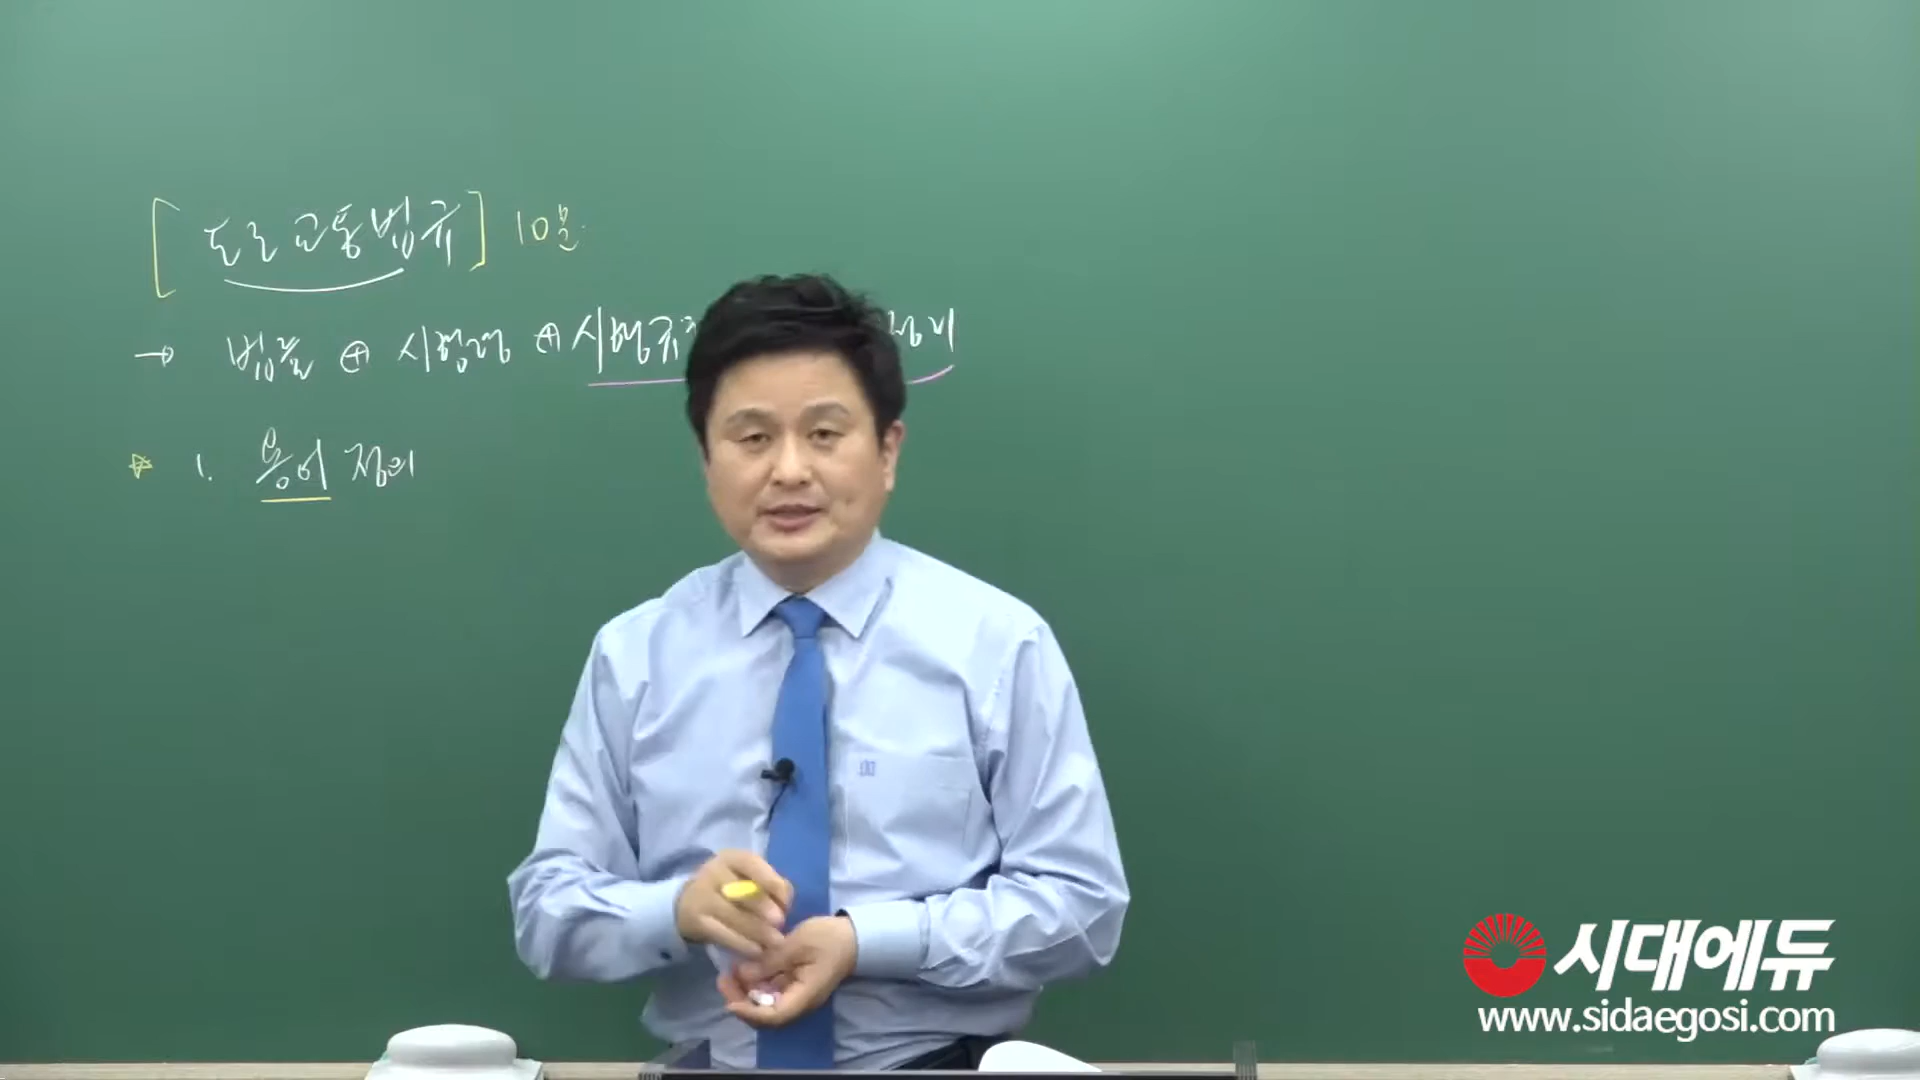 [도로교통법규] 10문
→ 법률 ⊕ 시행령 ⊕ 시행규
☆ 1. 용어 정의
시대에듀
www.sidaegosi.com